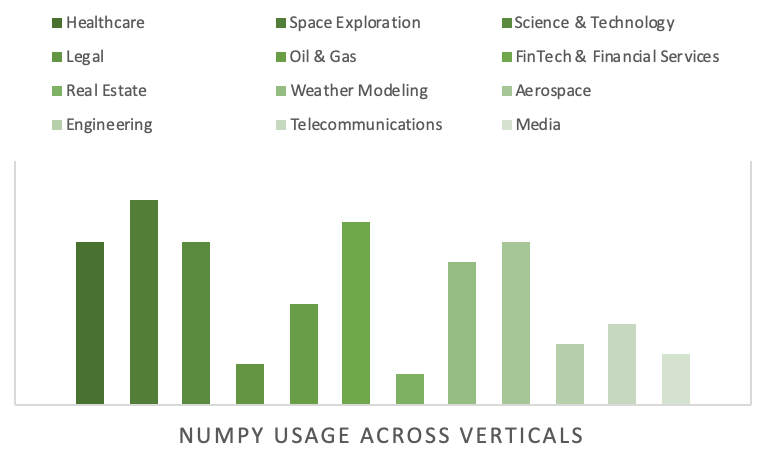 Healthcare Space Exploration Science & Technology
Legal Oil & Gas FinTech & Financial Services
Real Estate Weather Modeling Aerospace
Engineering Telecommunications Media
NUMPY USAGE ACROSS VERTICALS